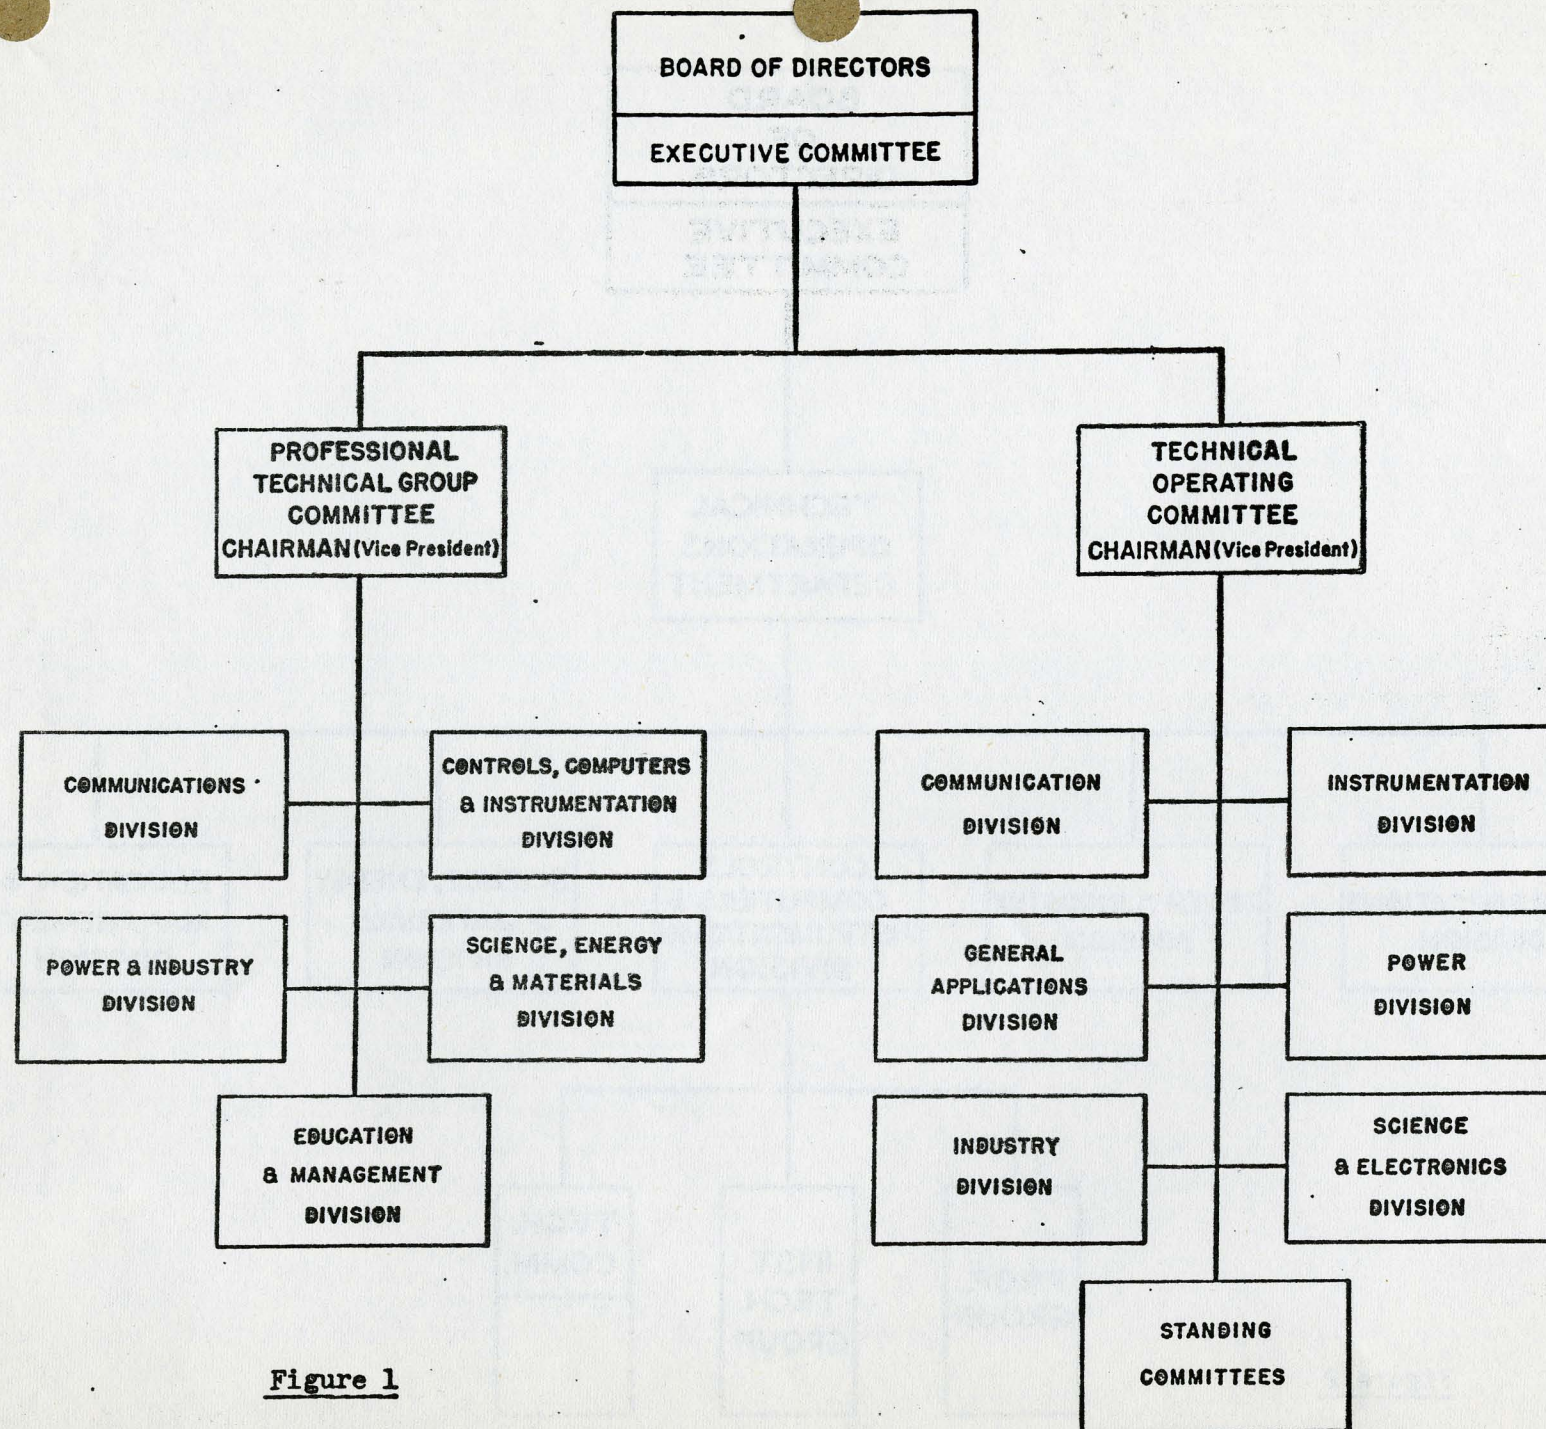 BOARD OF DIRECTORS
EXECUTIVE COMMITTEE
PROFESSIONAL
TECHNICAL GROUP
COMMITTEE
CHAIRMAN (Vice President)
TECHNICAL
OPERATING
COMMITTEE
CHAIRMAN (Vice President)
COMMUNICATIONS
DIVISION
CONTROLS, COMPUTERS
& INSTRUMENTATION
DIVISION
POWER & INDUSTRY
DIVISION
SCIENCE, ENERGY
& MATERIALS
DIVISION
EDUCATION
& MANAGEMENT
DIVISION
COMMUNICATION
DIVISION
INSTRUMENTATION
DIVISION
GENERAL
APPLICATIONS
DIVISION
POWER
DIVISION
INDUSTRY
DIVISION
SCIENCE
& ELECTRONICS
DIVISION
STANDING
COMMITTEES
Figure 1